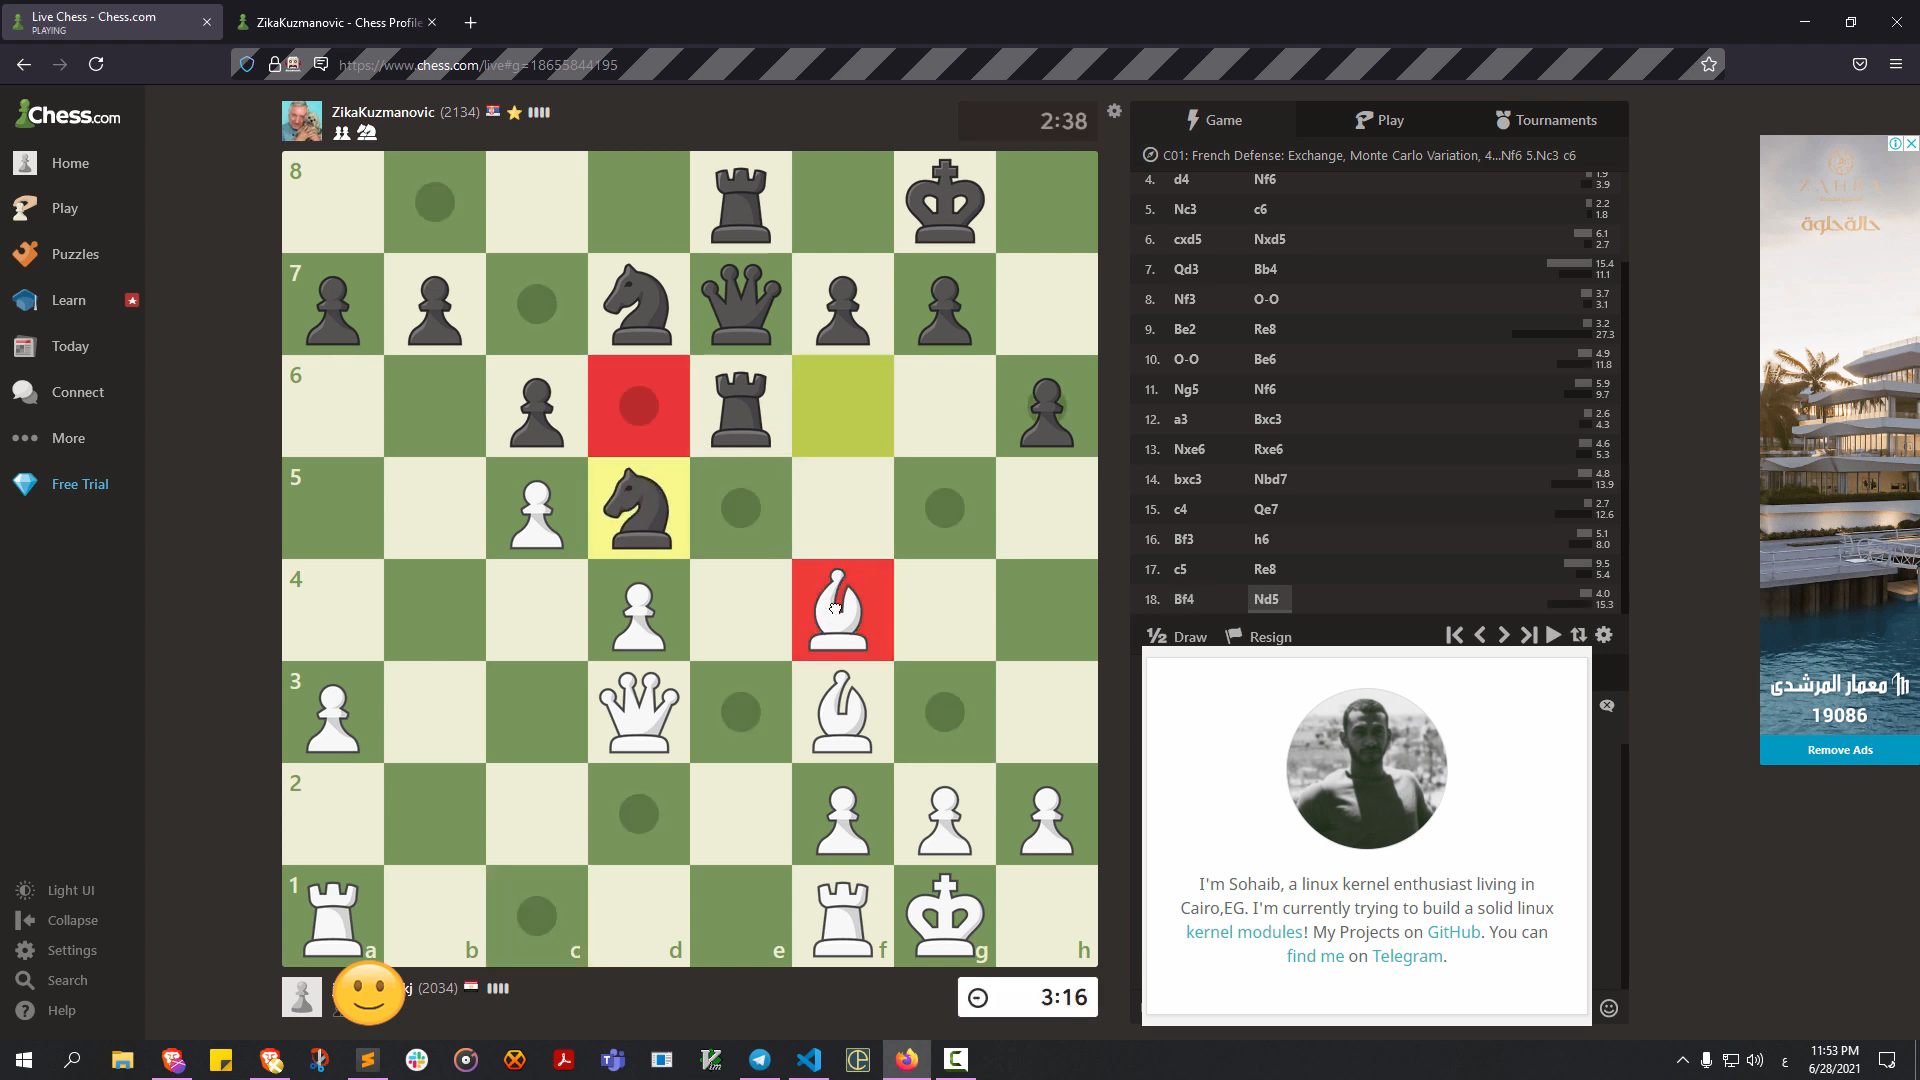 Live Chess - Chess.com
PLAYING
ZikaKuzmanovic - Chess Profile
https://www.chess.com/live#g=18655844195
Chess.com
Home
Play
Puzzles
Learn
Today
Connect
More
Free Trial
Light UI
Collapse
Settings
Search
Help
ZikaKuzmanovic (2134)
2:38
8
7
6
5
4
3
2
1
a b c d e f g h
kj (2034)
3:16
Game
Play
Tournaments
C01: French Defense: Exchange, Monte Carlo Variation, 4...Nf6 5.Nc3 c6
4. d4 Nf6 1.9
3.9
5. Nc3 c6 2.2
1.8
6. cxd5 Nxd5 6.1
2.7
7. Qd3 Bb4 15.4
11.1
8. Nf3 O-O 3.7
3.1
9. Be2 Re8 3.2
27.3
10. O-O Be6 4.9
11.8
11. Ng5 Nf6 5.9
9.7
12. a3 Bxc3 2.6
4.3
13. Nxe6 Rxe6 4.6
5.3
14. bxc3 Nbd7 4.8
13.9
15. c4 Qe7 2.7
12.6
16. Bf3 h6 5.1
8.0
17. c5 Re8 9.5
5.4
18. Bf4 Nd5 4.0
15.3
½ Draw
Resign
I'm Sohaib, a linux kernel enthusiast living in
Cairo,EG. I'm currently trying to build a solid linux
kernel modules! My Projects on GitHub. You can
find me on Telegram.
ZAHRA
حالة حلوة
معمار المرشدى
19086
Remove Ads
ع
11:53 PM
6/28/2021